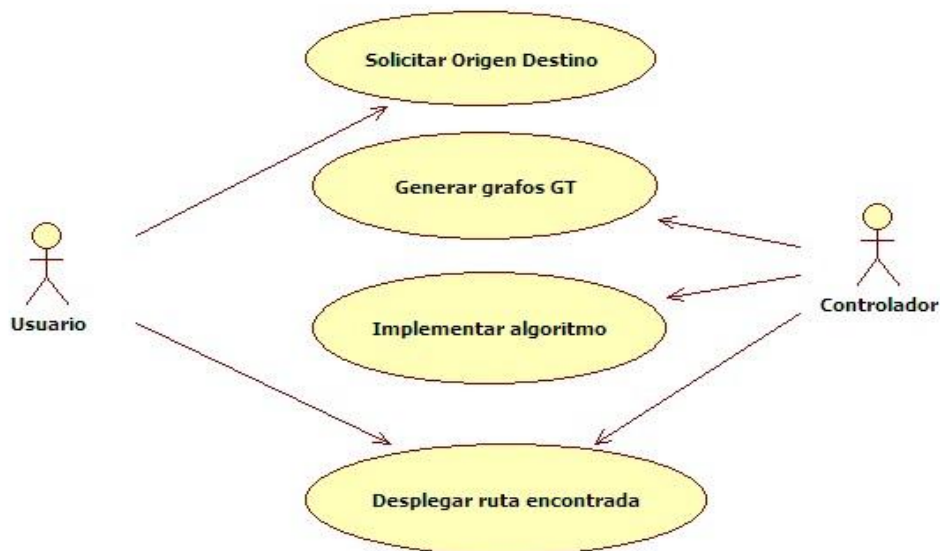 Solicitar Origen Destino
Generar grafos GT
Usuario
Controlador
Implementar algoritmo
Desplegar ruta encontrada